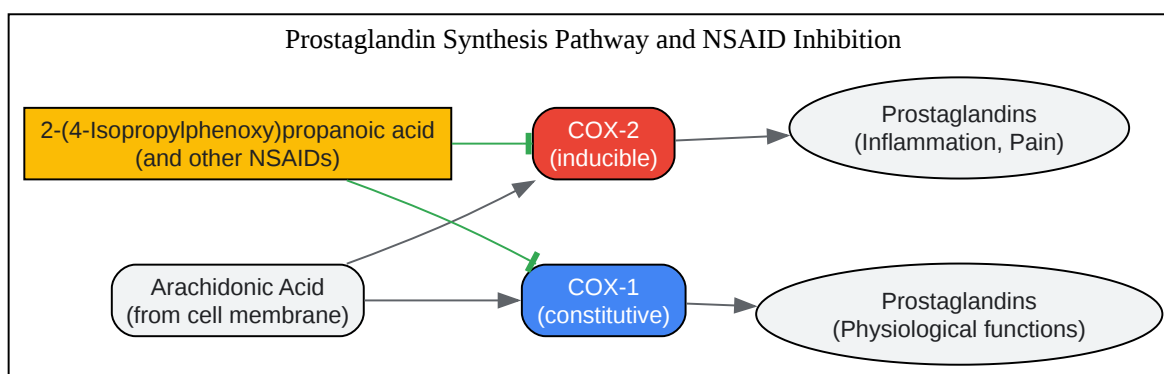 Prostaglandin Synthesis Pathway and NSAID Inhibition
2-(4-Isopropylphenoxy)propanoic acid
(and other NSAIDs)
COX-2
(inducible)
Prostaglandins
(Inflammation, Pain)
Arachidonic Acid
(from cell membrane)
COX-1
(constitutive)
Prostaglandins
(Physiological functions)